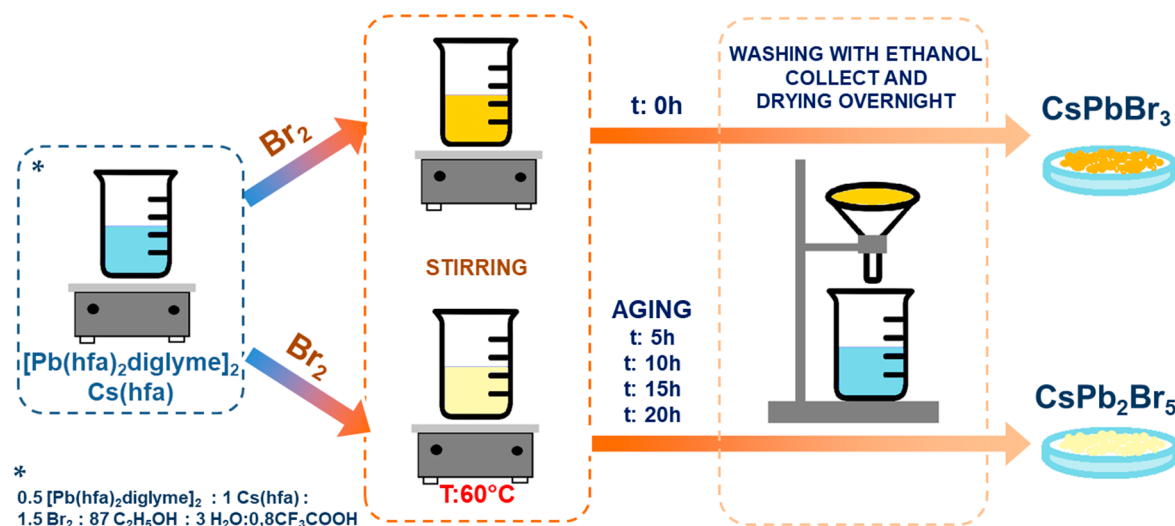 *
[Pb(hfa)₂diglyme]₂
Cs(hfa)
Br₂
Br₂
STIRRING
T:60°C
t: 0h
AGING
t: 5h
t: 10h
t: 15h
t: 20h
WASHING WITH ETHANOL
COLLECT AND
DRYING OVERNIGHT
CsPbBr₃
CsPb₂Br₅
*
0.5 [Pb(hfa)₂diglyme]₂ : 1 Cs(hfa) :
1.5 Br₂ : 87 C₂H₅OH : 3 H₂O:0,8CF₃COOH